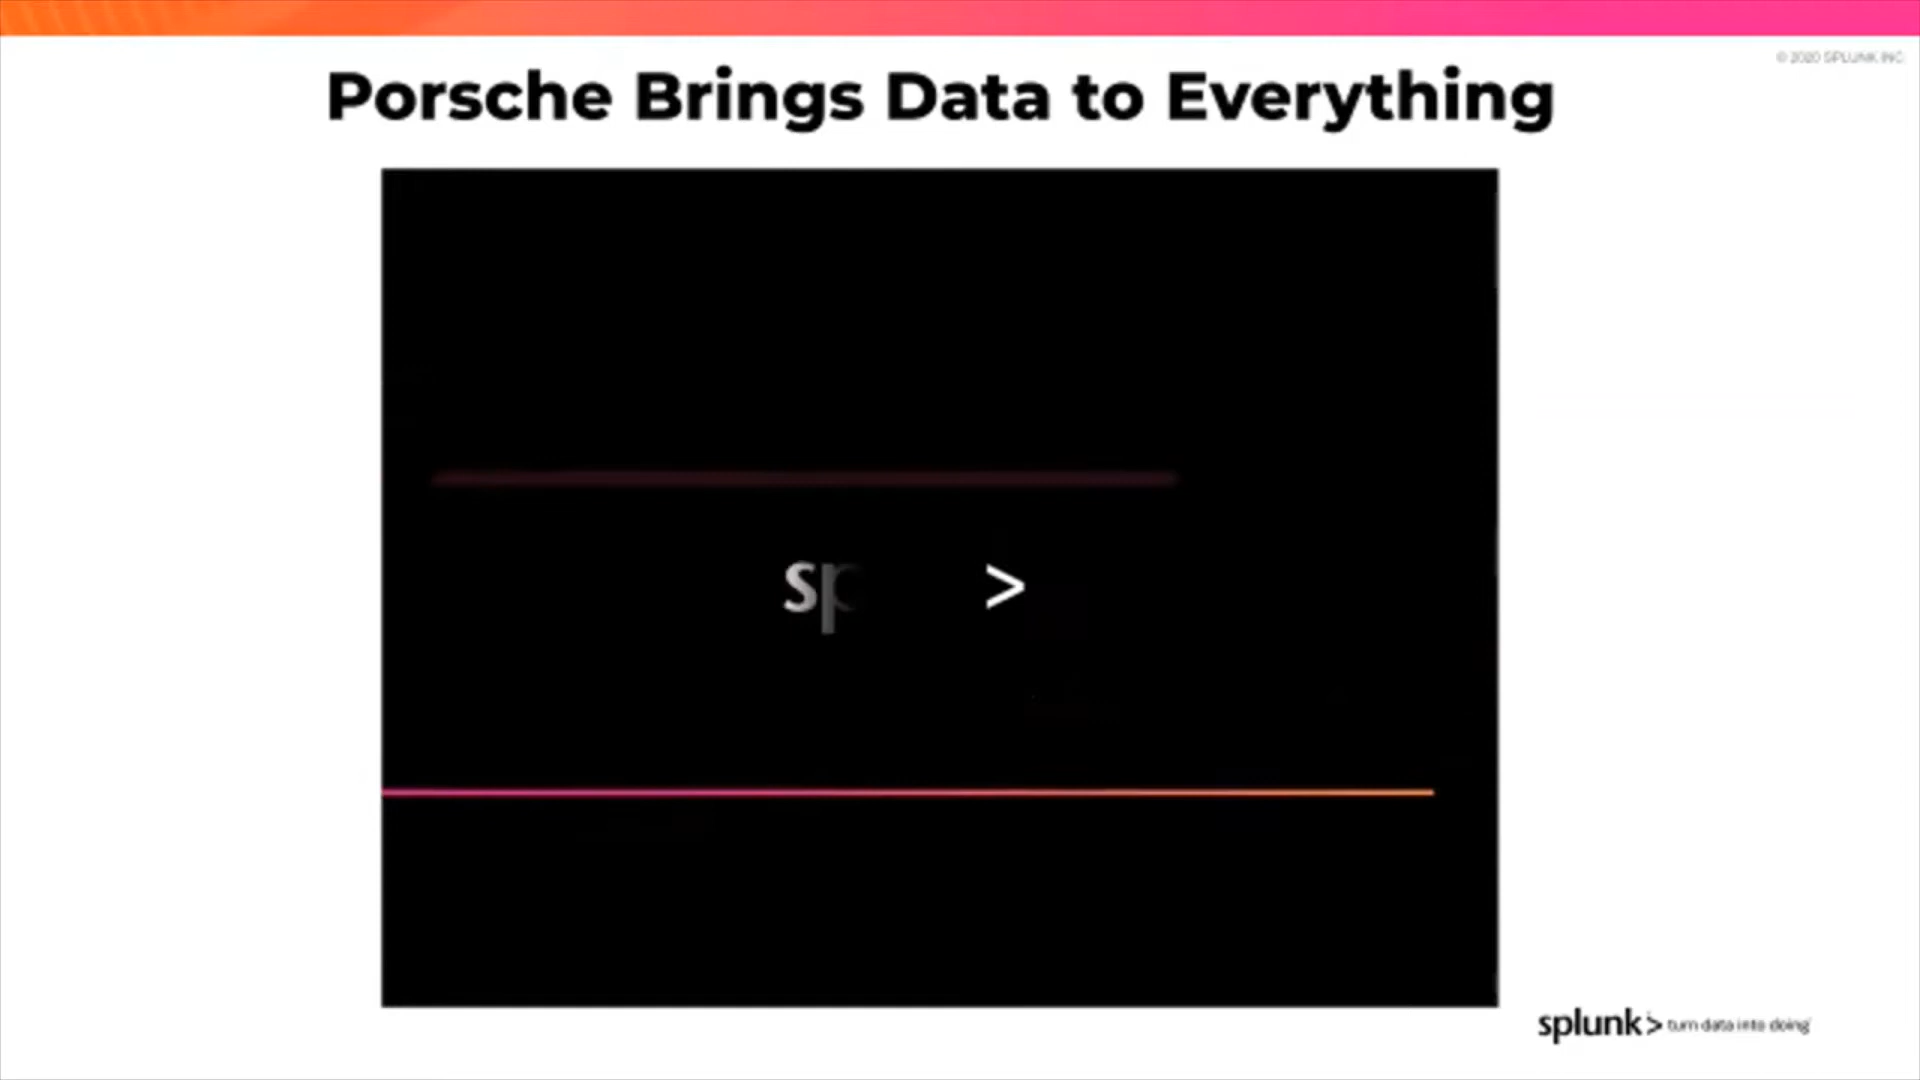 © 2020 SPLUNK INC.
Porsche Brings Data to Everything
sp >
splunk> turn data into doing